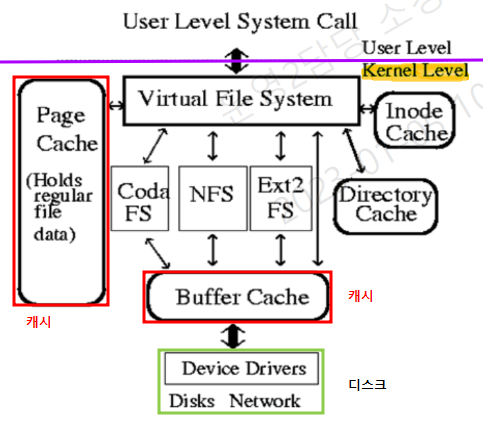 User Level System Call
User Level
Kernel Level
Virtual File System
Page
Cache
(Holds
regular
file
data)
Inode
Cache
Coda
FS
NFS
Ext2
FS
Directory
Cache
Buffer Cache
캐시
캐시
Device Drivers
Disks Network
디스크